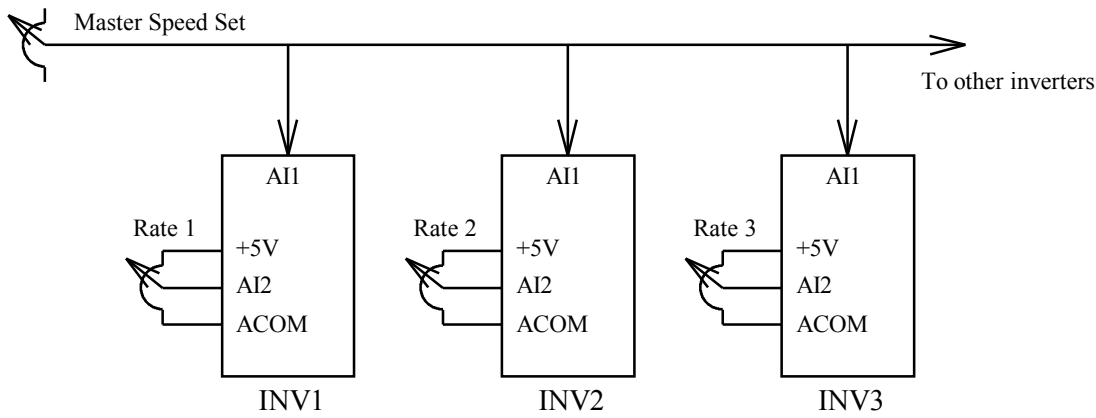 Master Speed Set
To other inverters
AI1
AI1
AI1
Rate 1
+5V
AI2
ACOM
Rate 2
+5V
AI2
ACOM
Rate 3
+5V
AI2
ACOM
INV1
INV2
INV3